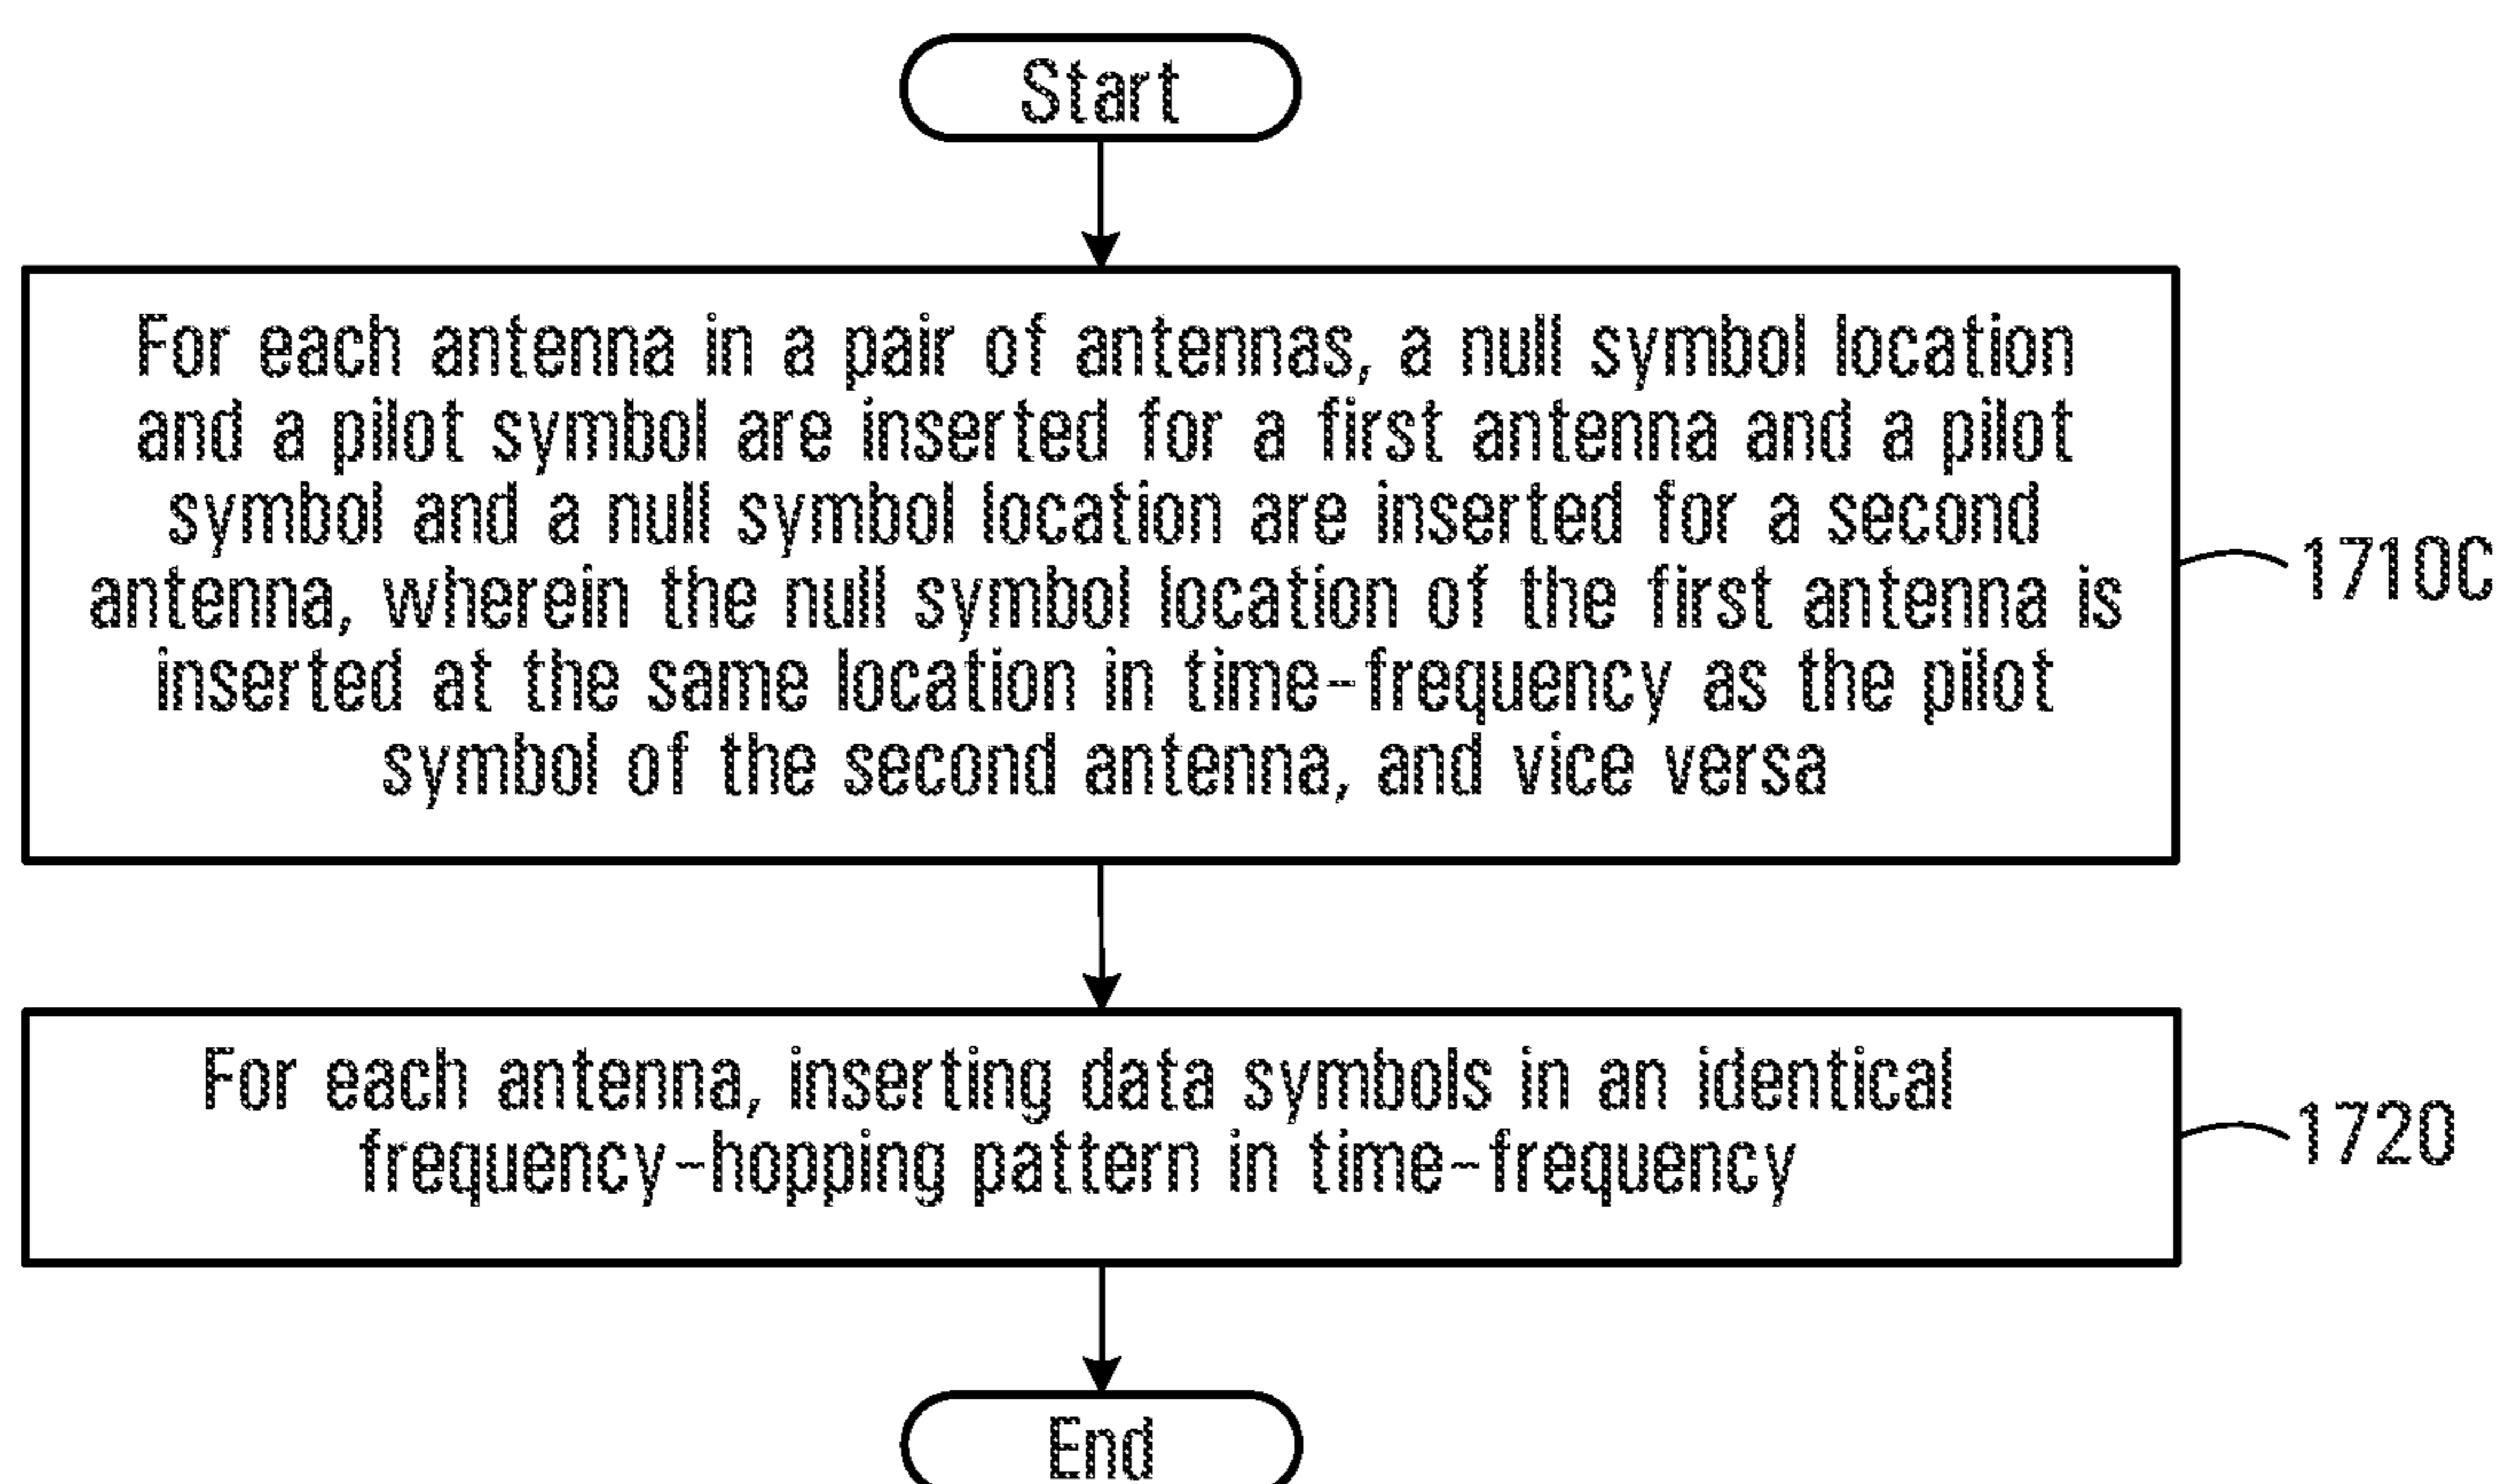 Start
For each antenna in a pair of antennas, a null symbol location
and a pilot symbol are inserted for a first antenna and a pilot
symbol and a null symbol location are inserted for a second
antenna, wherein the null symbol location of the first antenna is
inserted at the same location in time-frequency as the pilot
symbol of the second antenna, and vice versa
1710C
For each antenna, inserting data symbols in an identical
frequency-hopping pattern in time-frequency
1720
End